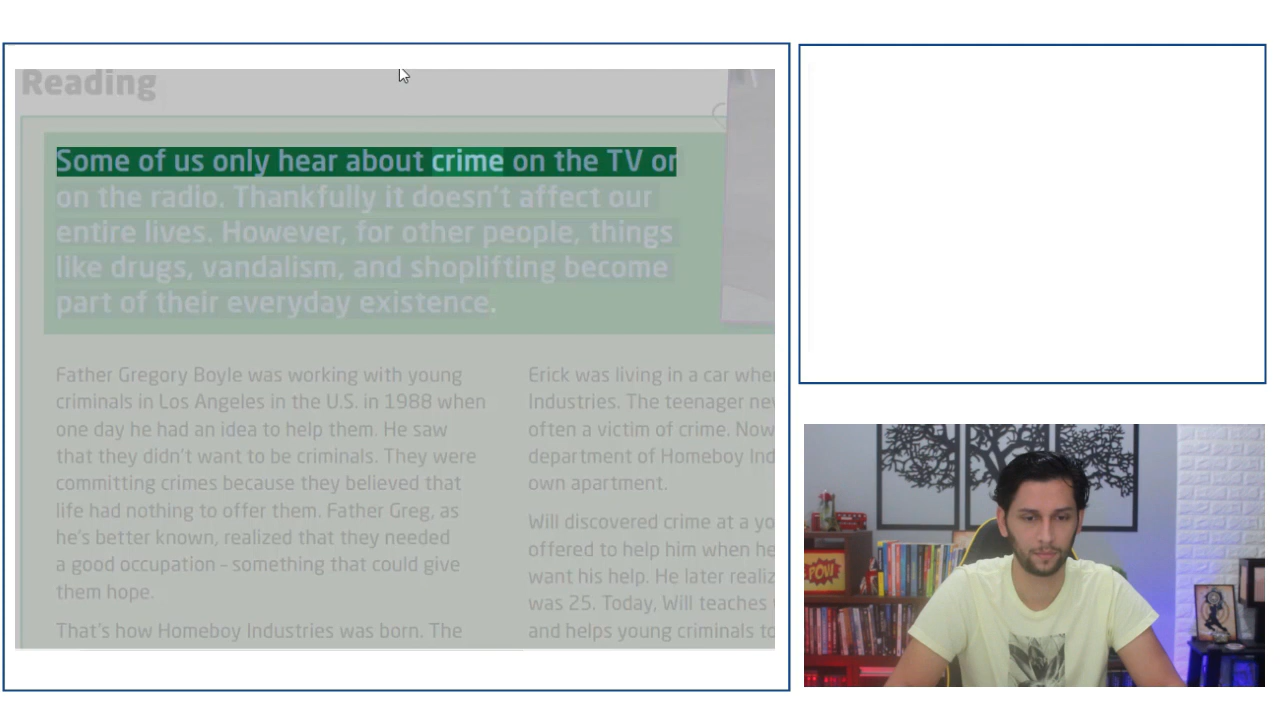 Reading
Some of us only hear about crime on the TV or
on the radio. Thankfully it doesn't affect our
entire lives. However, for other people, things
like drugs, vandalism, and shoplifting become
part of their everyday existence.
Father Gregory Boyle was working with young
criminals in Los Angeles in the U.S. in 1988 when
one day he had an idea to help them. He saw
that they didn't want to be criminals. They were
committing crimes because they believed that
life had nothing to offer them. Father Greg, as
he's better known, realized that they needed
a good occupation – something that could give
them hope.
That's how Homeboy Industries was born. The
Erick was living in a car
Industries. The teenager
often a victim of crime. Now
department of Homeboy
own apartment.
Will discovered crime at a
offered to help him when he
want his help. He later
was 25. Today, Will teaches
and helps young criminals to
POW!